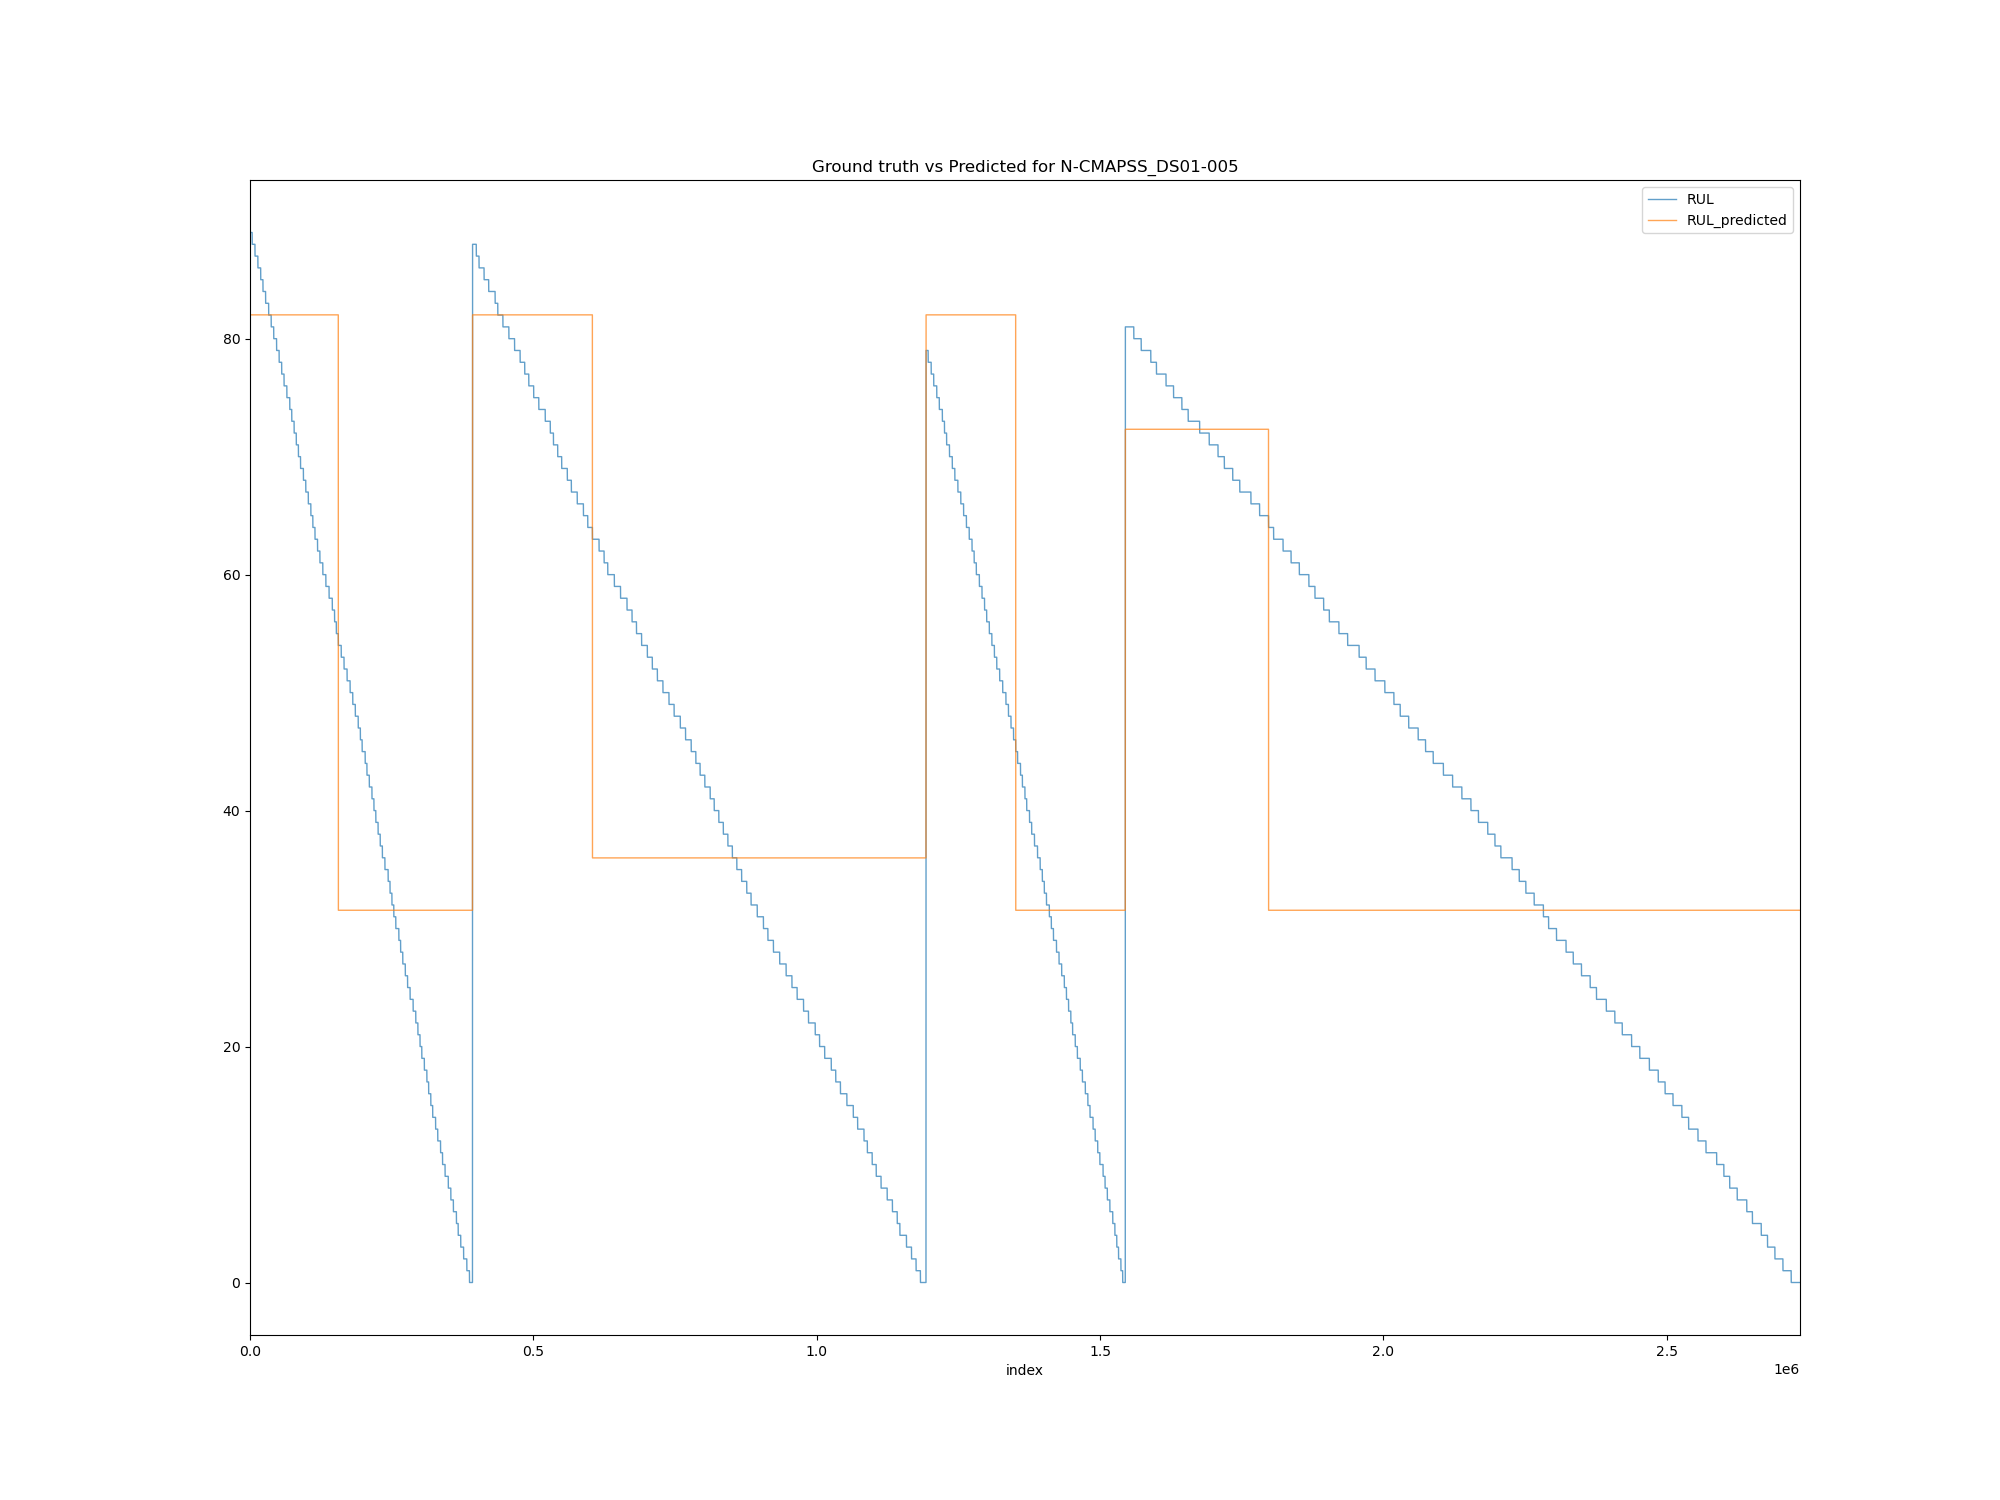 Ground truth vs Predicted for N-CMAPSS_DS01-005
RUL
RUL_predicted
80
60
40
20
0
0.0 0.5 1.0 1.5 2.0 2.5
1e6
index